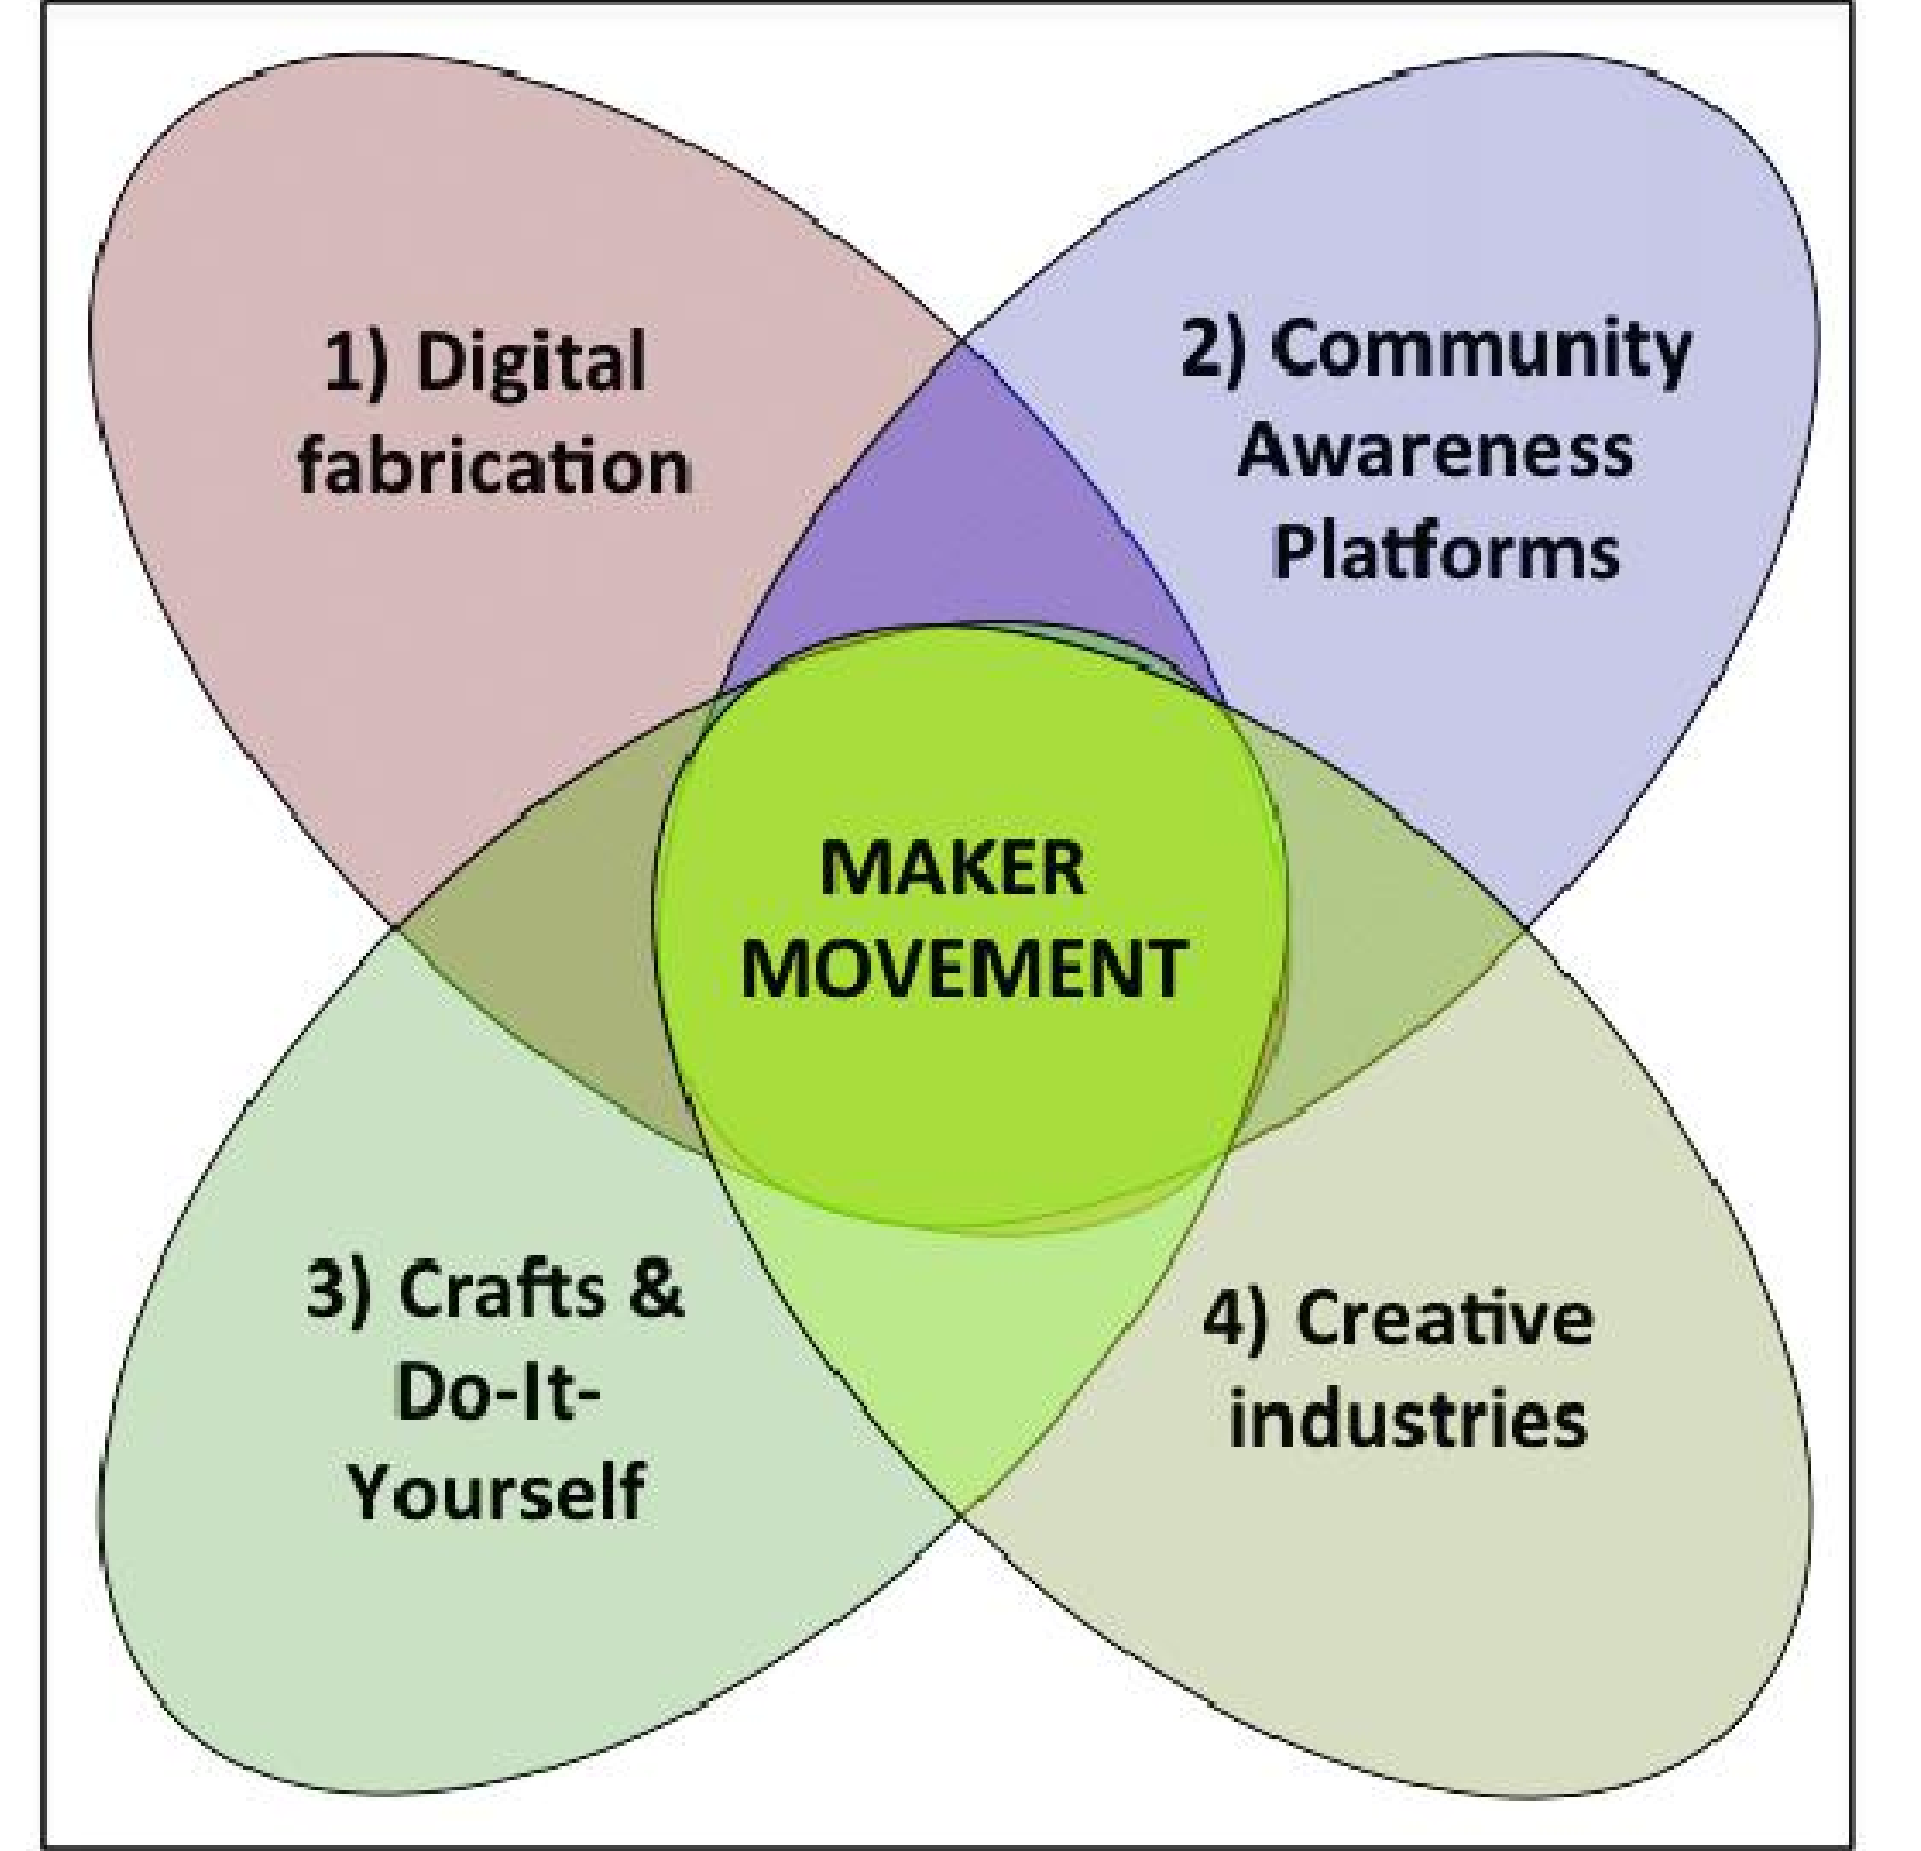 1) Digital
fabrication
2) Community
Awareness
Platforms
MAKER
MOVEMENT
3) Crafts &
Do-It-
Yourself
4) Creative
industries